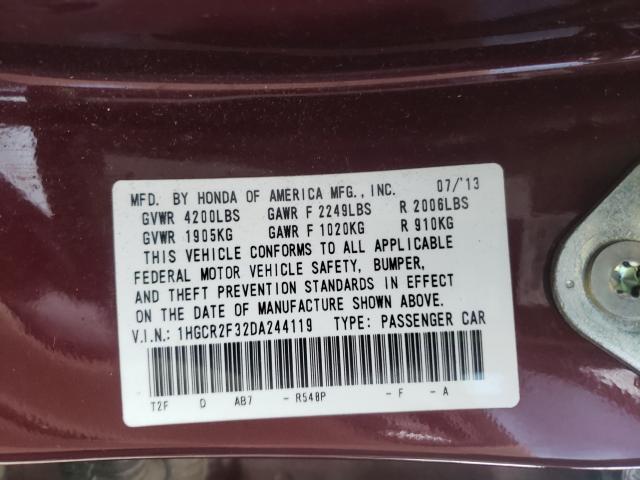 MFD. BY HONDA OF AMERICA MFG., INC. 07/'13
GVWR 4200LBS GAWR F 2249LBS R 2006LBS
GVWR 1905KG GAWR F 1020KG R 910KG
THIS VEHICLE CONFORMS TO ALL APPLICABLE
FEDERAL MOTOR VEHICLE SAFETY, BUMPER,
AND THEFT PREVENTION STANDARDS IN EFFECT
ON THE DATE OF MANUFACTURE SHOWN ABOVE.
V.I.N.: 1HGCR2F32DA244119 TYPE: PASSENGER CAR
T2F D AB7 - R548P - F - A